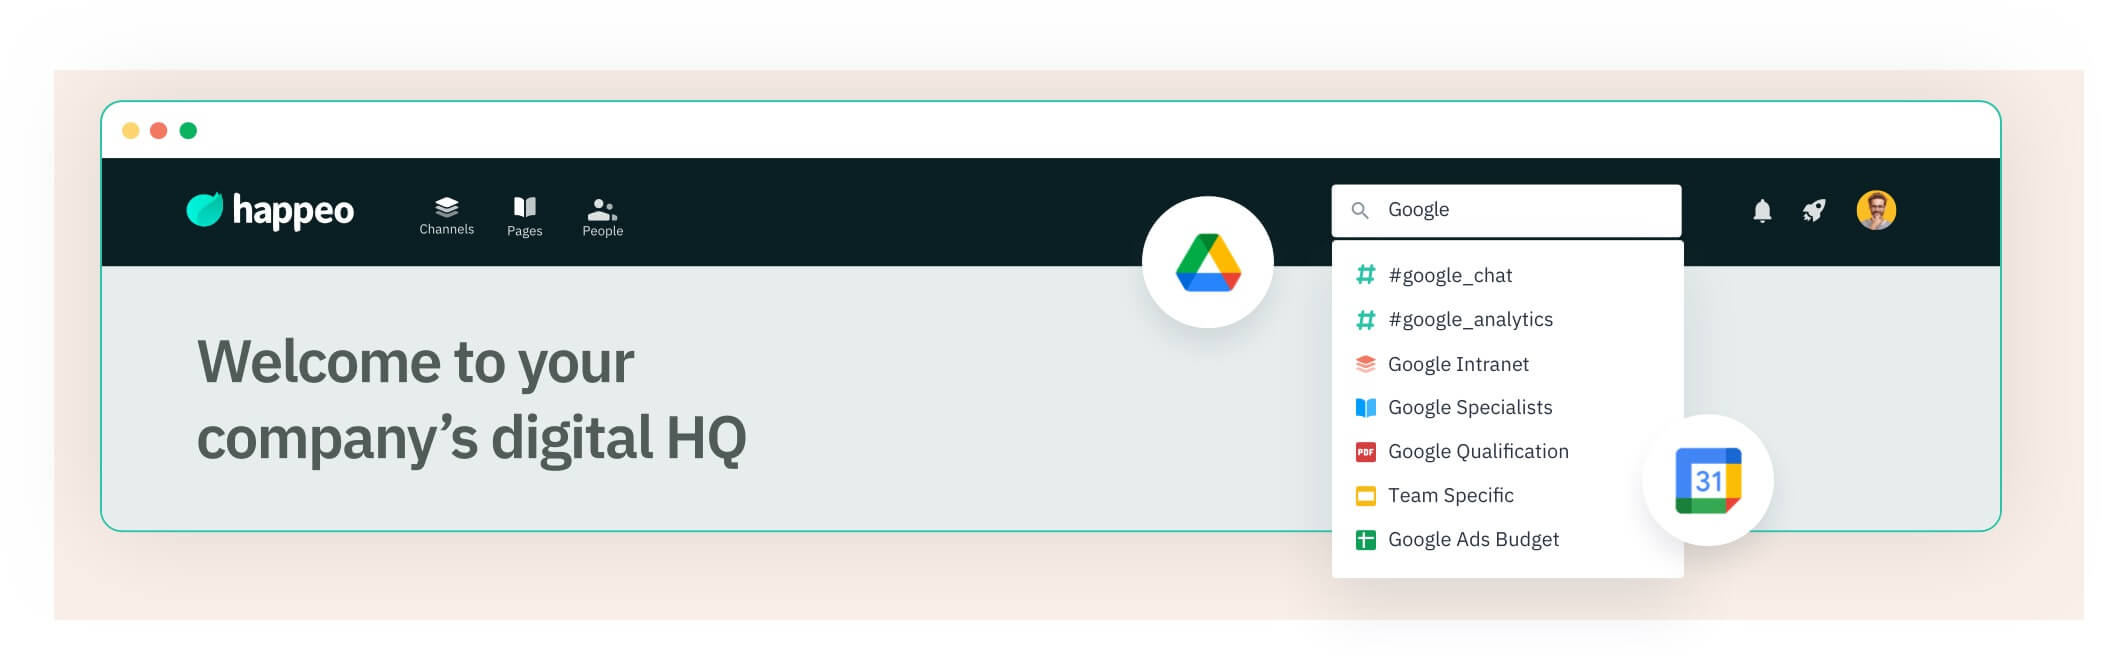 happeo
Channels
Pages
People
Google
#google_chat
#google_analytics
Google Intranet
Google Specialists
PDF Google Qualification
Team Specific
Google Ads Budget
31
Welcome to your
company’s digital HQ